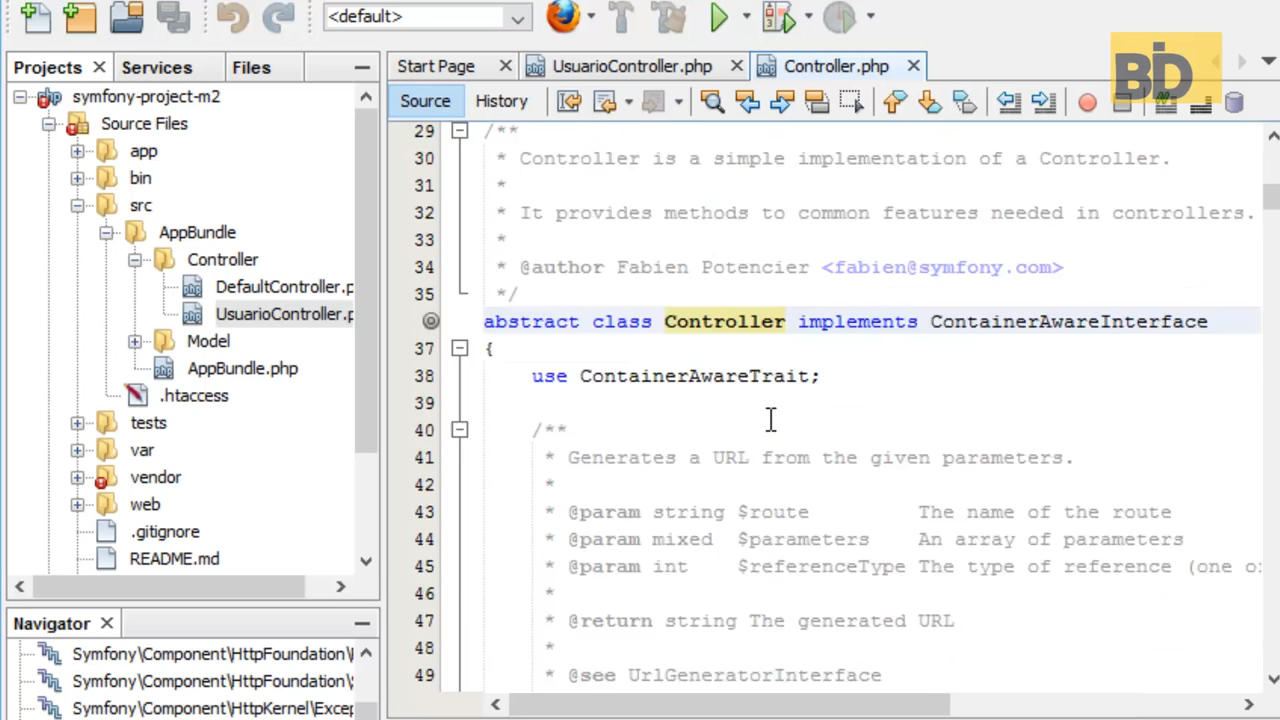 <default>
BiD
Projects
Services
Files
Start Page
UsuarioController.php
Controller.php
Source
History
symfony-project-m2
Source Files
app
bin
src
AppBundle
Controller
DefaultController.p
UsuarioController.p
Model
AppBundle.php
.htaccess
tests
var
vendor
web
.gitignore
README.md
Navigator
Symfony\Component\HttpFoundation\
Symfony\Component\HttpFoundation\
Symfony\Component\HttpKernel\Excep
29 /**
30 * Controller is a simple implementation of a Controller.
31 *
32 * It provides methods to common features needed in controllers.
33 *
34 * @author Fabien Potencier <fabien@symfony.com>
35 */
abstract class Controller implements ContainerAwareInterface
37 {
38 use ContainerAwareTrait;
39
40 /**
41 * Generates a URL from the given parameters.
42 *
43 * @param string $route The name of the route
44 * @param mixed $parameters An array of parameters
45 * @param int $referenceType The type of reference (one o
46 *
47 * @return string The generated URL
48 *
49 * @see UrlGeneratorInterface